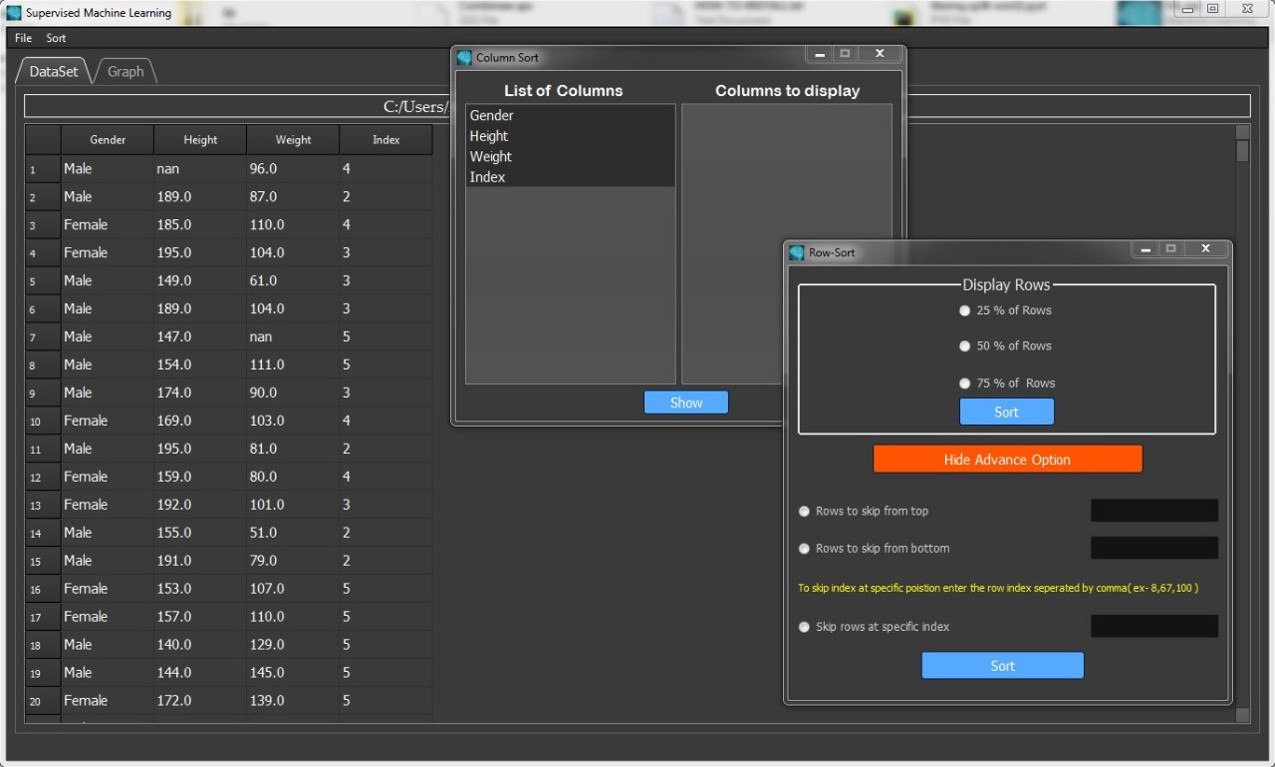 Supervised Machine Learning
File Sort
DataSet Graph
C:/Users/
Gender Height Weight Index
1 Male nan 96.0 4
2 Male 189.0 87.0 2
3 Female 185.0 110.0 4
4 Female 195.0 104.0 3
5 Male 149.0 61.0 3
6 Male 189.0 104.0 3
7 Male 147.0 nan 5
8 Male 154.0 111.0 5
9 Male 174.0 90.0 3
10 Female 169.0 103.0 4
11 Male 195.0 81.0 2
12 Female 159.0 80.0 4
13 Female 192.0 101.0 3
14 Male 155.0 51.0 2
15 Male 191.0 79.0 2
16 Female 153.0 107.0 5
17 Female 157.0 110.0 5
18 Male 140.0 129.0 5
19 Male 144.0 145.0 5
20 Female 172.0 139.0 5
Column Sort
List of Columns Columns to display
Gender
Height
Weight
Index
Show
Row-Sort
Display Rows
25 % of Rows
50 % of Rows
75 % of Rows
Sort
Hide Advance Option
Rows to skip from top
Rows to skip from bottom
To skip index at specific poistion enter the row index seperated by comma( ex- 8,67,100 )
Skip rows at specific index
Sort